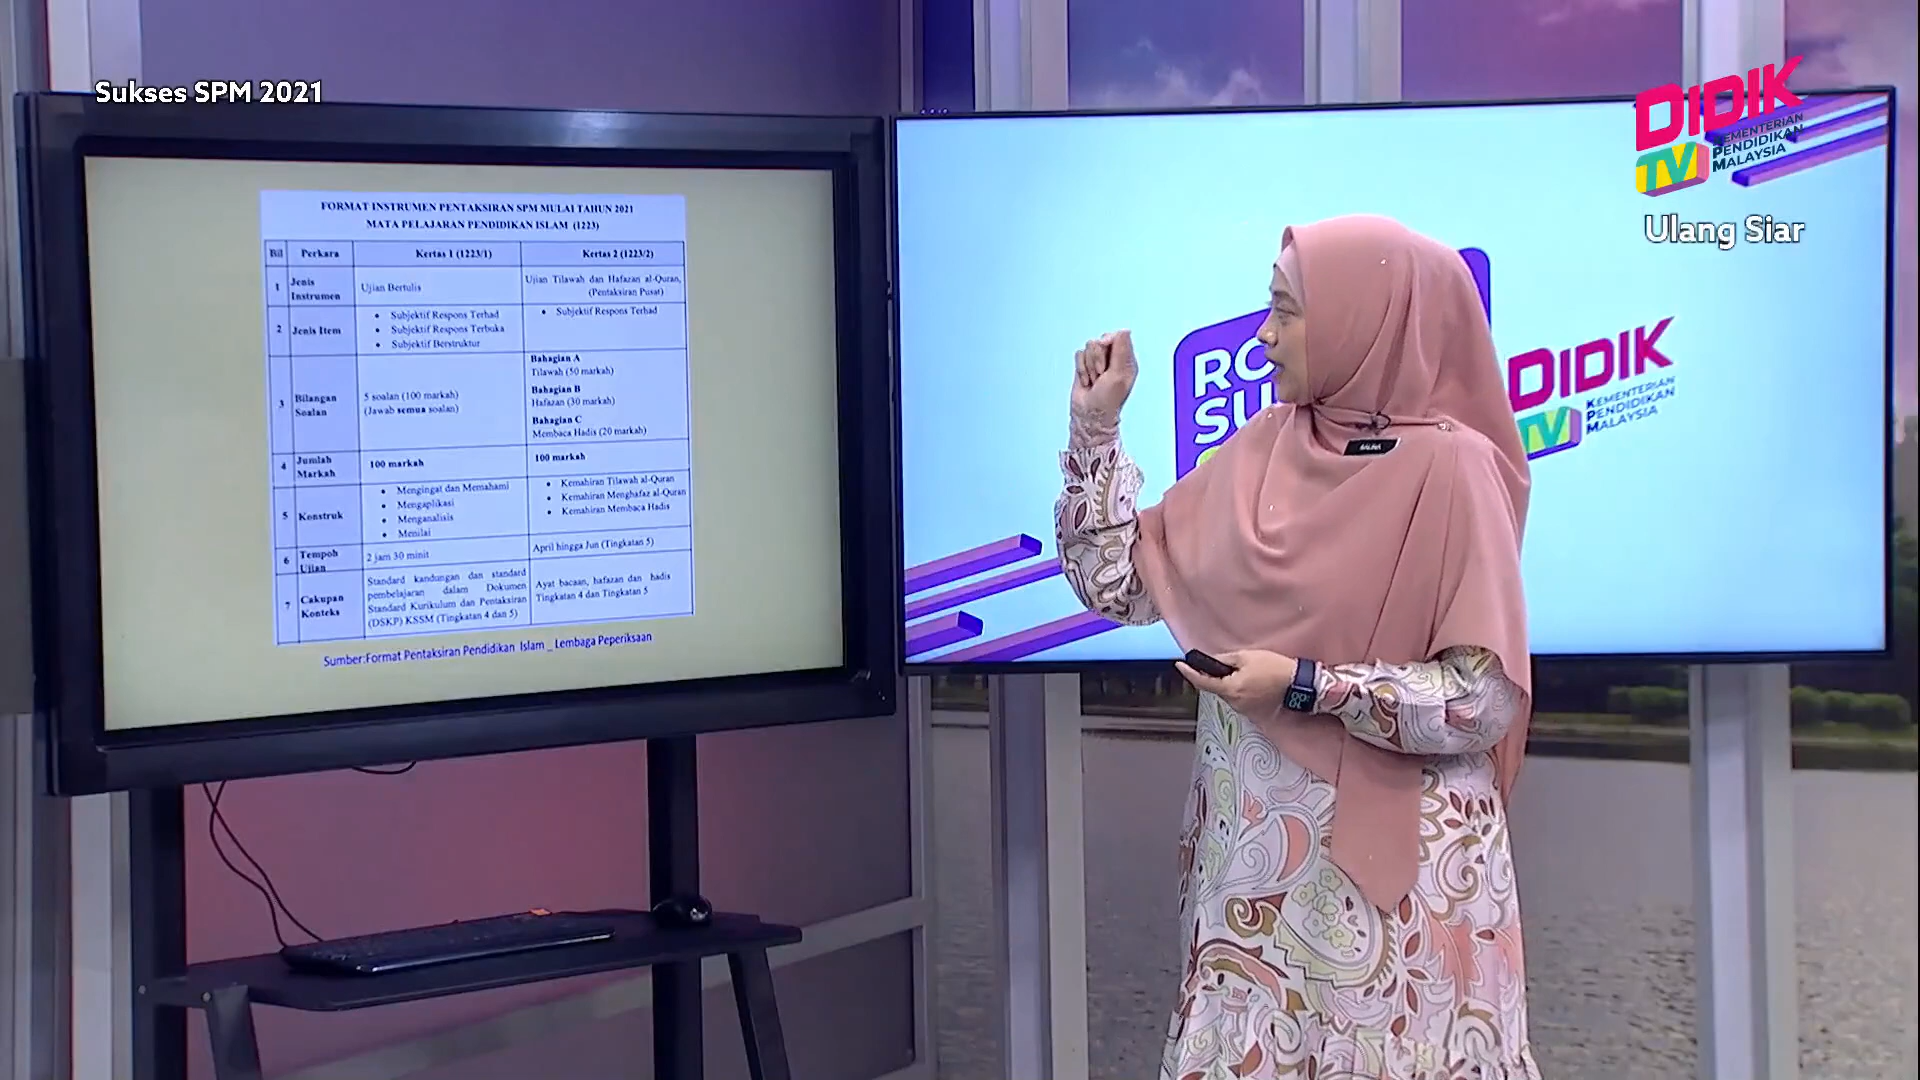 Sukses SPM 2021
DIDIK
TV
KEMENTERIAN
PENDIDIKAN
MALAYSIA
Ulang Siar
FORMAT INSTRUMEN PENTAKSIRAN SPM MULAI TAHUN 2021
MATA PELAJARAN PENDIDIKAN ISLAM (1223)
Bil Perkara Kertas 1 (1223/1) Kertas 2 (1223/2)
1 Jenis Instrumen
Ujian Bertulis
Ujian Tilawah dan Hafazan al-Quran,
(Pentaksiran Pusat)
2 Jenis Item
• Subjektif Respons Terhad
• Subjektif Respons Terbuka
• Subjektif Berstruktur
• Subjektif Respons Terhad
3 Bilangan Soalan
5 soalan (100 markah)
(Jawab semua soalan)
Bahagian A
Tilawah (50 markah)
Bahagian B
Hafazan (30 markah)
Bahagian C
Membaca Hadis (20 markah)
4 Jumlah Markah
100 markah
100 markah
5 Konstruk
• Mengingat dan Memahami
• Mengaplikasi
• Menganalisis
• Menilai
• Kemahiran Tilawah al-Quran
• Kemahiran Menghafaz al-Quran
• Kemahiran Membaca Hadis
6 Tempoh Ujian
2 jam 30 minit
April hingga Jun (Tingkatan 5)
7 Cakupan Konteks
Standard kandungan dan standard
pembelajaran dalam Dokumen
Standard Kurikulum dan Pentaksiran
(DSKP) KSSM (Tingkatan 4 dan 5)
Ayat bacaan, hafazan dan hadis
Tingkatan 4 dan Tingkatan 5
Sumber:Format Pentaksiran Pendidikan Islam _ Lembaga Peperiksaan
DIDIK
TV
KEMENTERIAN
PENDIDIKAN
MALAYSIA